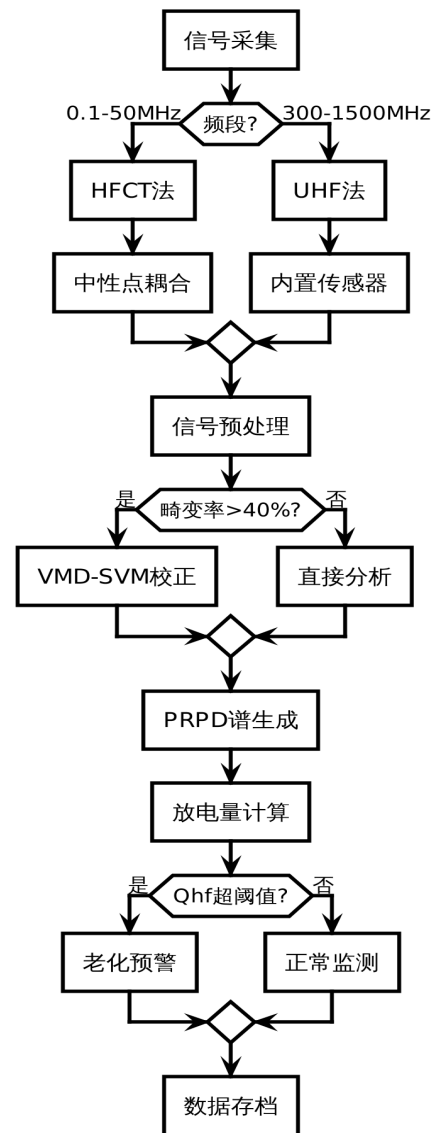 信号采集
0.1-50MHz
频段?
300-1500MHz
HFCT法
UHF法
中性点耦合
内置传感器
信号预处理
是
畸变率>40%?
否
VMD-SVM校正
直接分析
PRPD谱生成
放电量计算
是
Qhf超阈值?
否
老化预警
正常监测
数据存档